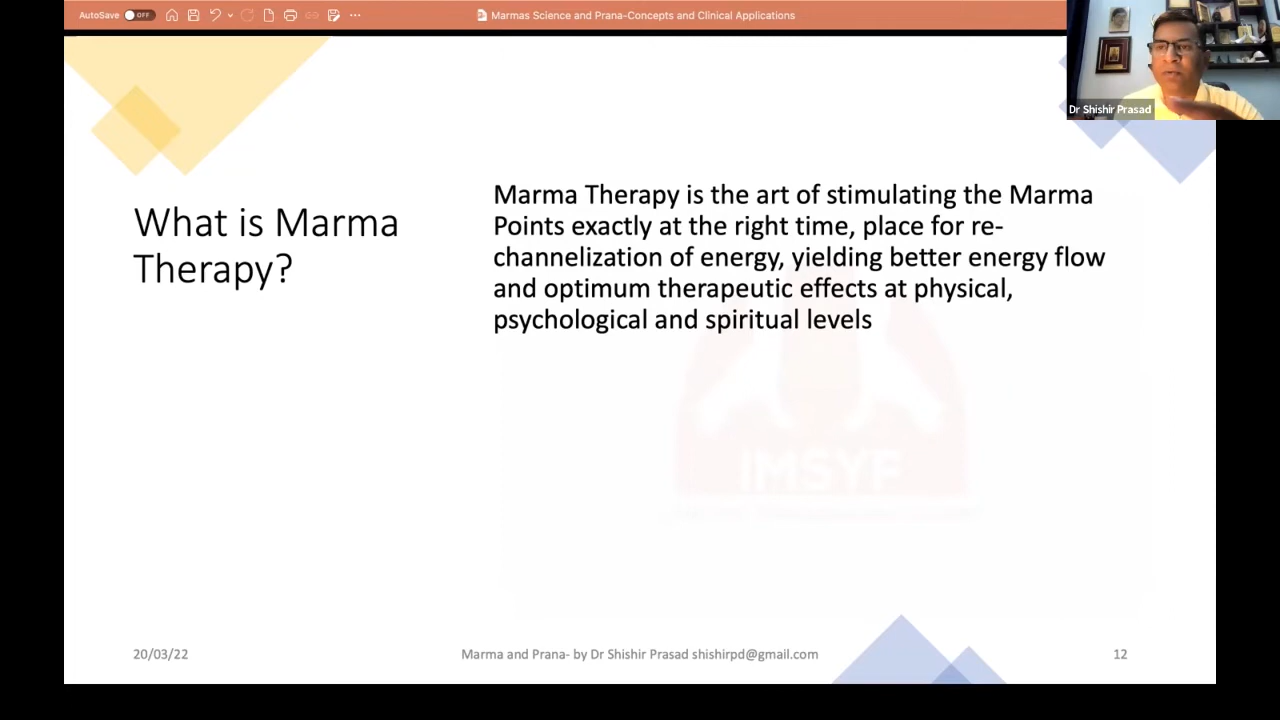 AutoSave OFF
Marmas Science and Prana-Concepts and Clinical Applications
Dr Shishir Prasad
What is Marma
Therapy?
Marma Therapy is the art of stimulating the Marma
Points exactly at the right time, place for re-
channelization of energy, yielding better energy flow
and optimum therapeutic effects at physical,
psychological and spiritual levels
IMSYF
20/03/22
Marma and Prana- by Dr Shishir Prasad shishirpd@gmail.com
12